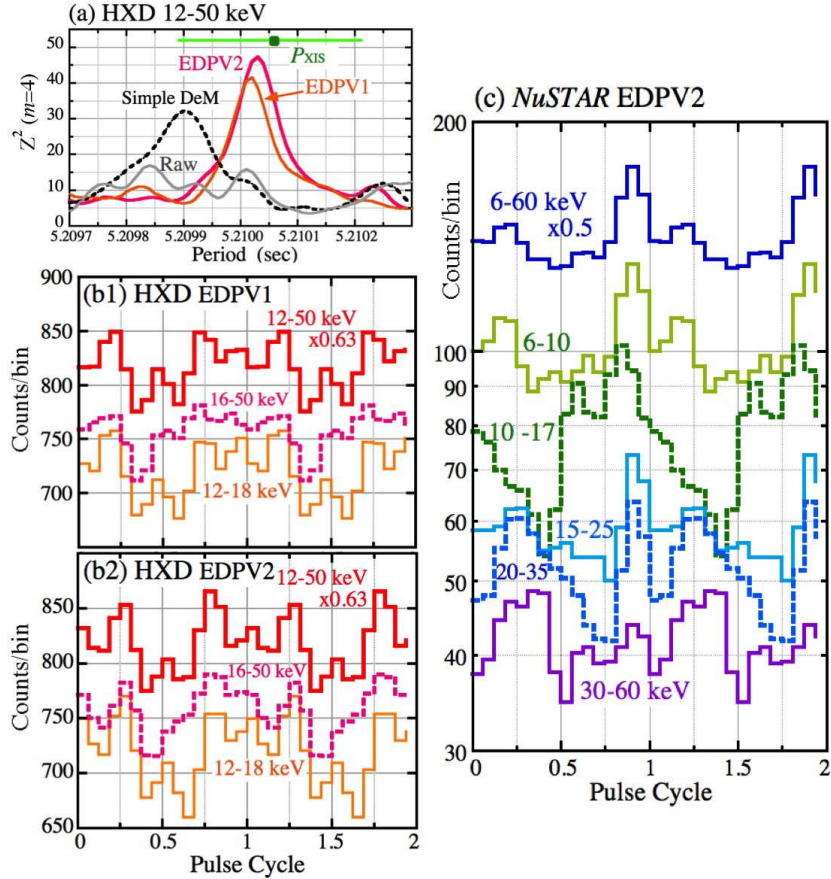 (a) HXD 12-50 keV
60
50
40
30
20
10
0
Z² (m=4)
EDPV2
P_XIS
EDPV1
Simple DeM
Raw
5.2097 5.2098 5.2099 5.2100 5.2101 5.2102
Period (sec)
(b1) HXD EDPV1
900
850
800
750
700
Counts/bin
12-50 keV
x0.63
16-50 keV
12-18 keV
(b2) HXD EDPV2
850
800
750
700
650
Counts/bin
12-50 keV
x0.63
16-50 keV
12-18 keV
0 0.5 1 1.5 2
Pulse Cycle
(c) NuSTAR EDPV2
200
100
90
80
70
60
50
40
30
Counts/bin
6-60 keV
x0.5
6-10
10 -17
15-25
20-35
30-60 keV
0 0.5 1 1.5 2
Pulse Cycle